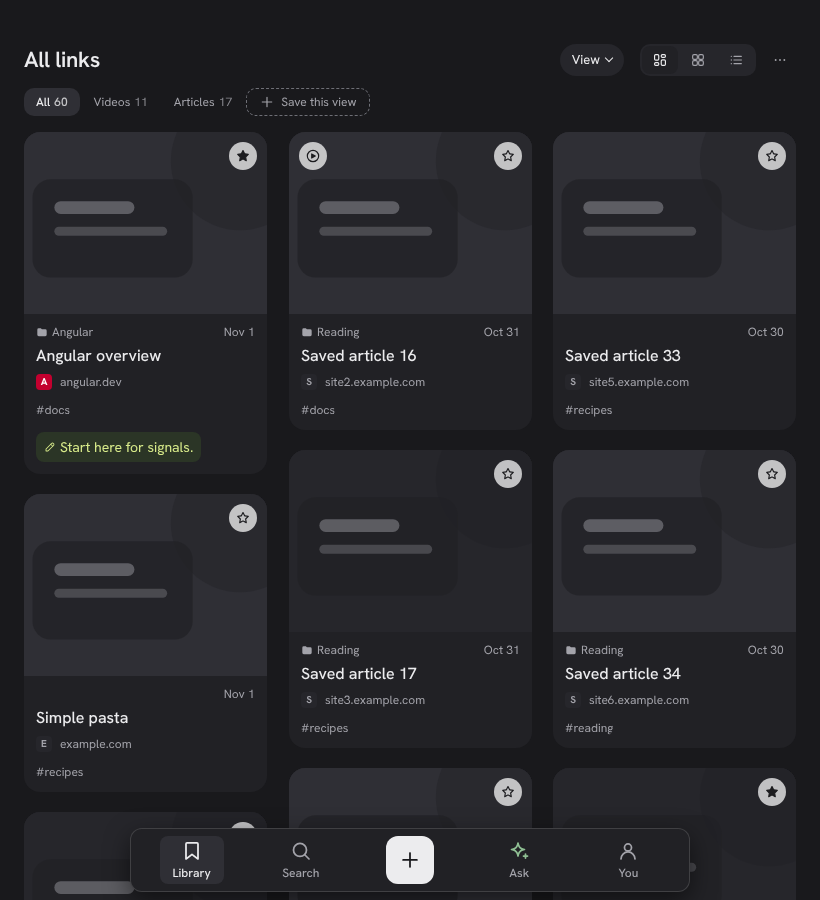 All links
View
All 60
Videos 11
Articles 17
Save this view
Angular
Nov 1
Angular overview
A angular.dev
#docs
Start here for signals.
Reading
Oct 31
Saved article 16
S site2.example.com
#docs
Oct 30
Saved article 33
S site5.example.com
#recipes
Nov 1
Simple pasta
E example.com
#recipes
Reading
Oct 31
Saved article 17
S site3.example.com
#recipes
Reading
Oct 30
Saved article 34
S site6.example.com
#reading
Library
Search
Ask
You